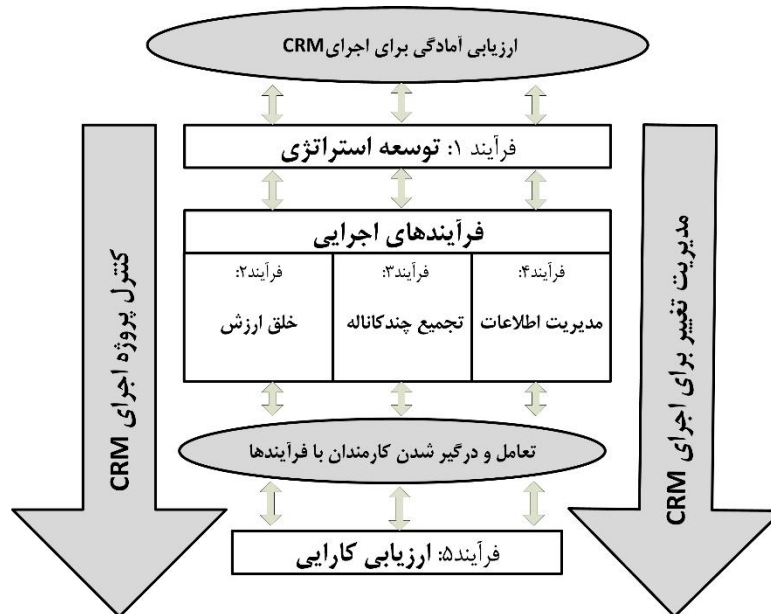 ارزیابی آمادگی برای اجرای CRM
فرآیند ۱: توسعه استراتژی
فرآیندهای اجرایی
فرآیند۲:
خلق ارزش
فرآیند۳:
تجمیع چندکاناله
فرآیند۴:
مدیریت اطلاعات
تعامل و درگیر شدن کارمندان با فرآیندها
فرآیند۵: ارزیابی کارایی
مدیریت تغییر برای اجرای CRM
کنترل پروژه اجرای CRM